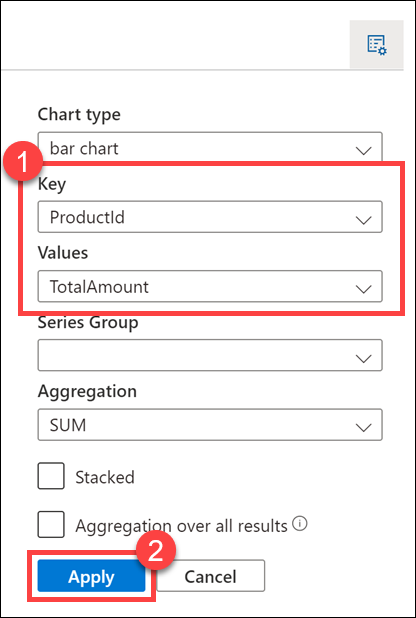 Chart type
bar chart
1
Key
ProductId
Values
TotalAmount
Series Group
Aggregation
SUM
Stacked
Aggregation over all results
2
Apply Cancel